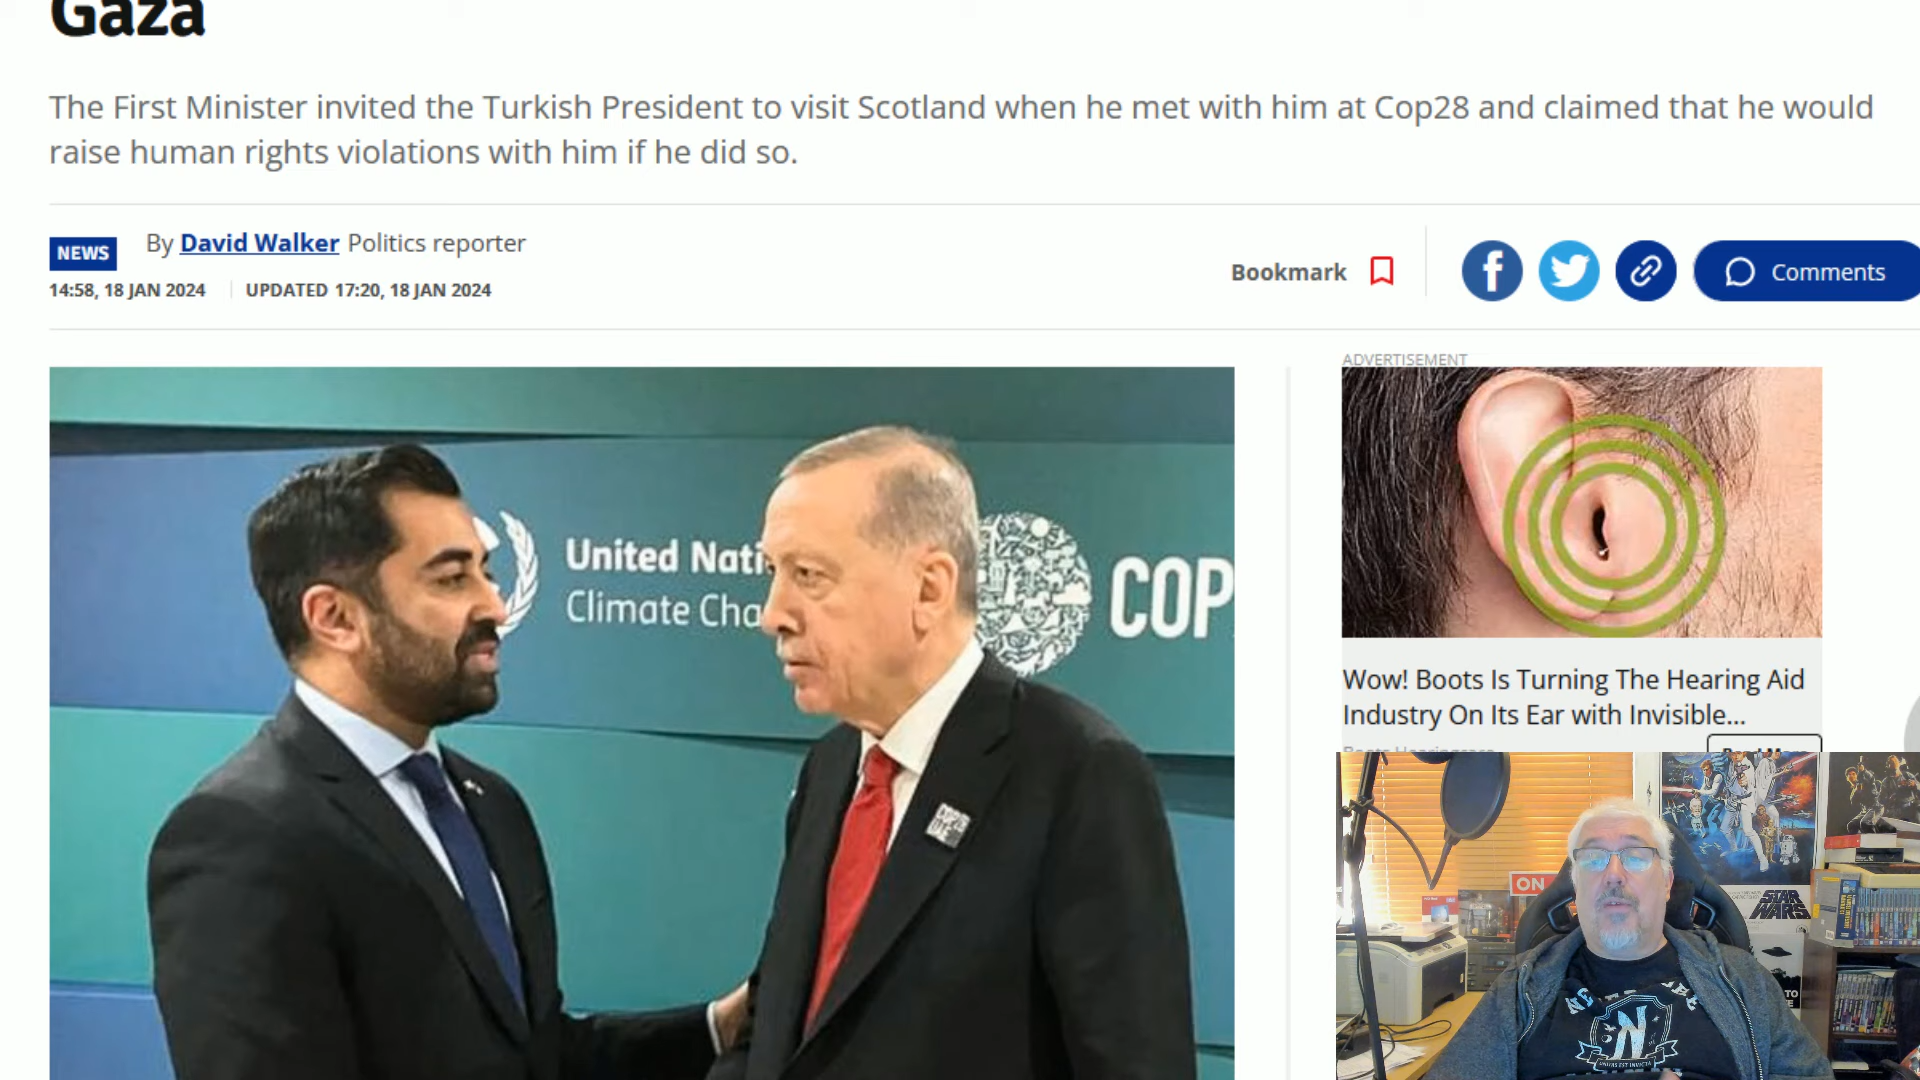 Gaza
The First Minister invited the Turkish President to visit Scotland when he met with him at Cop28 and claimed that he would
raise human rights violations with him if he did so.
NEWS
By David Walker Politics reporter
14:58, 18 JAN 2024
UPDATED 17:20, 18 JAN 2024
Bookmark
Comments
ADVERTISEMENT
United Nati
Climate Cha
COP
COP28
UAE
Wow! Boots Is Turning The Hearing Aid
Industry On Its Ear with Invisible...
ON
STAR
WARS
TO
N